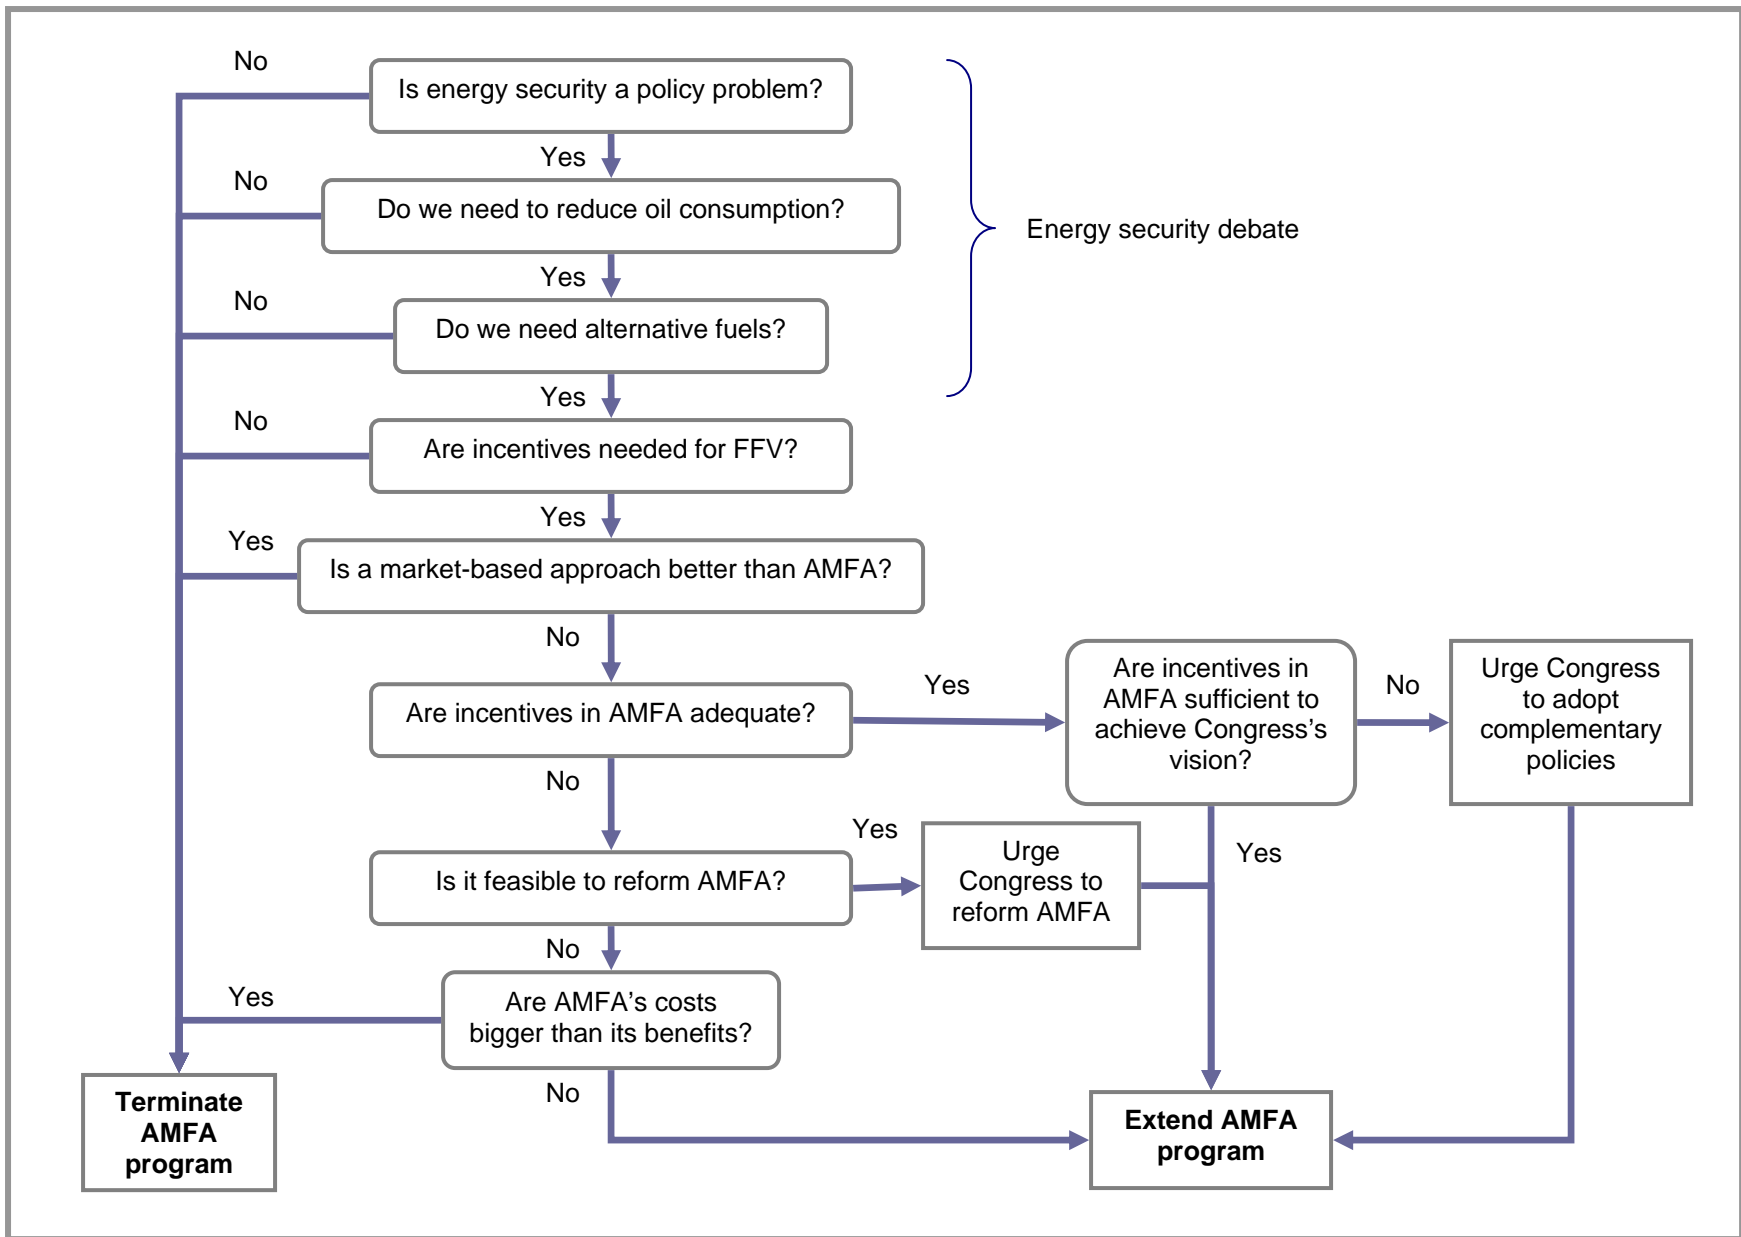 No
Is energy security a policy problem?
Yes
No
Do we need to reduce oil consumption?
Energy security debate
Yes
No
Do we need alternative fuels?
Yes
No
Are incentives needed for FFV?
Yes
Yes
Is a market-based approach better than AMFA?
No
Are incentives in AMFA adequate?
Yes
Are incentives in
AMFA sufficient to
achieve Congress’s
vision?
No
Urge Congress
to adopt
complementary
policies
No
Yes
Is it feasible to reform AMFA?
Urge
Congress to
reform AMFA
Yes
No
Yes
Are AMFA’s costs
bigger than its benefits?
No
Terminate
AMFA
program
Extend AMFA
program